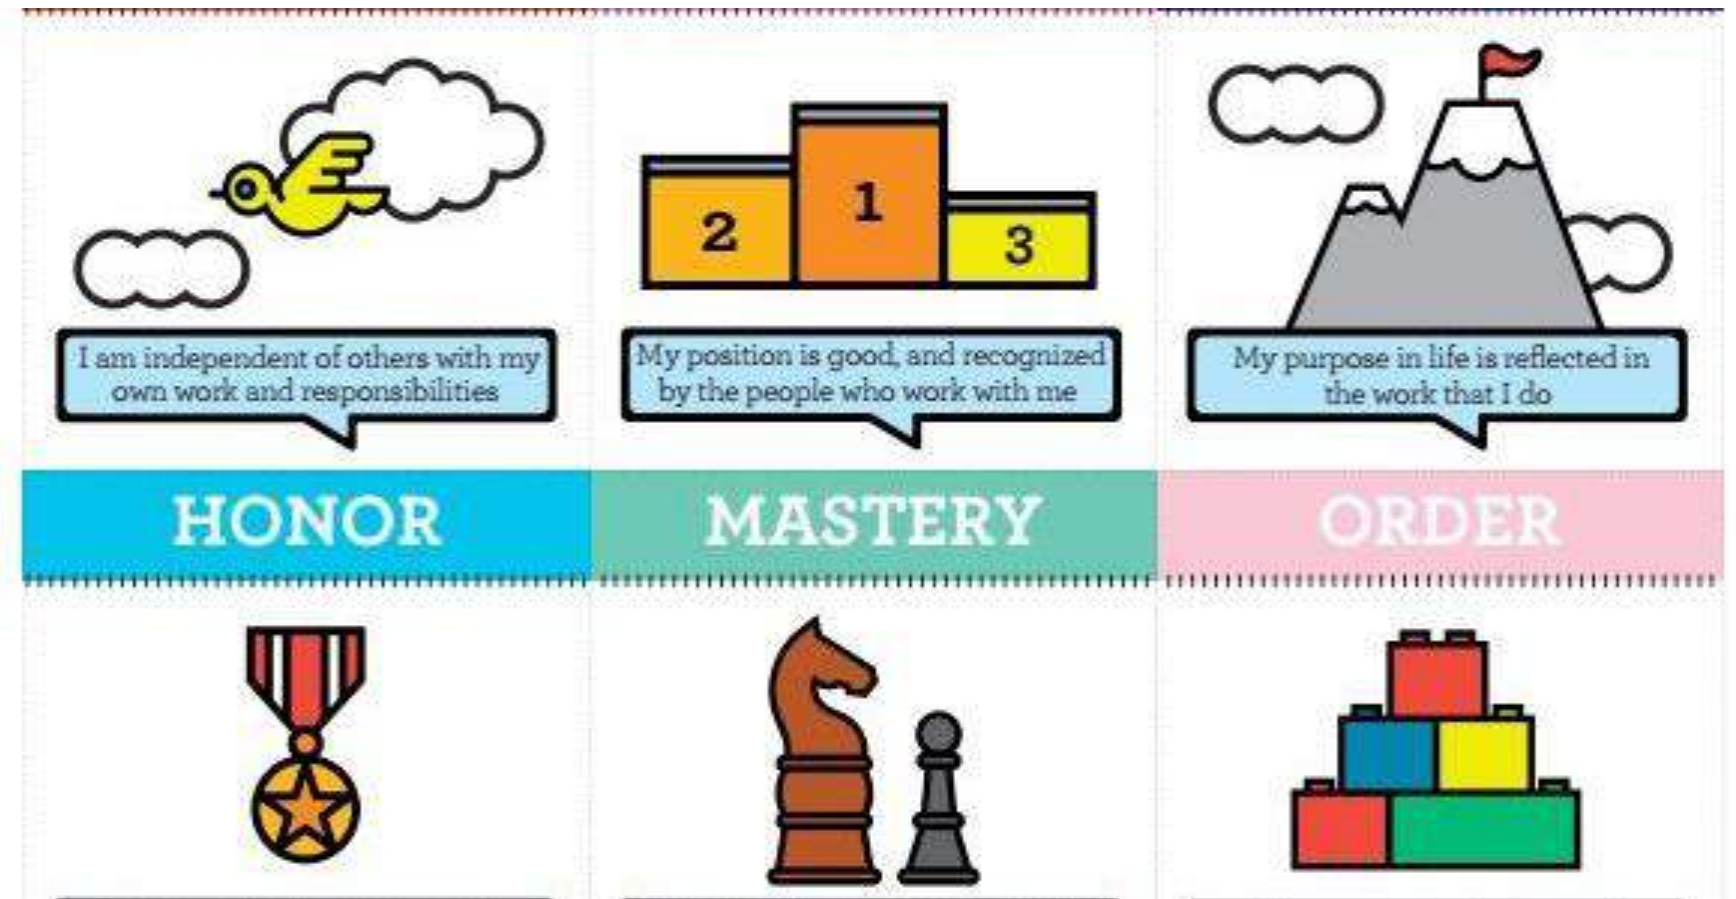 2
1
3
I am independent of others with my
own work and responsibilities
My position is good, and recognized
by the people who work with me
My purpose in life is reflected in
the work that I do
HONOR
MASTERY
ORDER